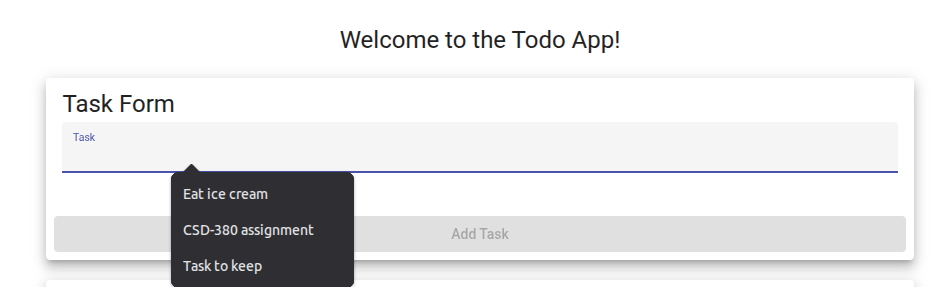 Welcome to the Todo App!
Task Form
Task
Eat ice cream
CSD-380 assignment
Add Task
Task to keep